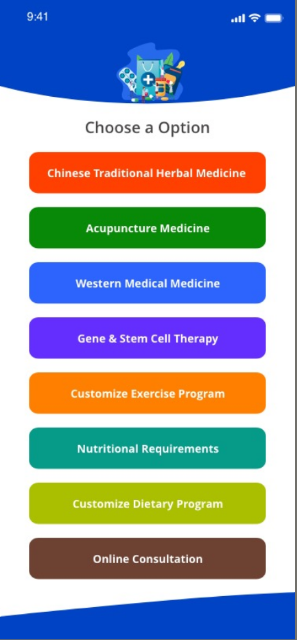 9:41
Choose a Option
Chinese Traditional Herbal Medicine
Acupuncture Medicine
Western Medical Medicine
Gene & Stem Cell Therapy
Customize Exercise Program
Nutritional Requirements
Customize Dietary Program
Online Consultation